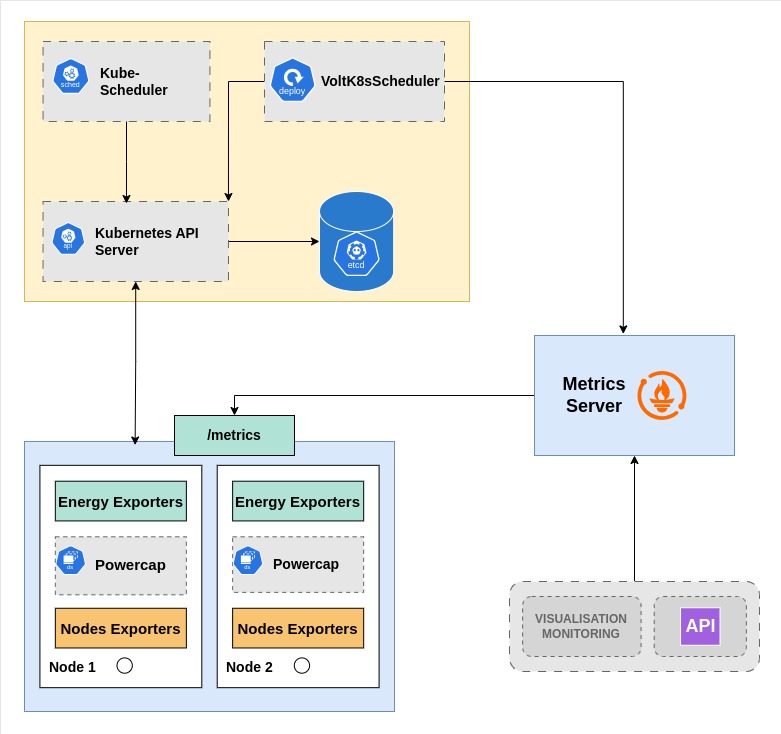 Kube-
Scheduler
sched
VoltK8sScheduler
deploy
Kubernetes API
Server
api
etcd
Metrics
Server
/metrics
Energy Exporters
Energy Exporters
Powercap
ds
Powercap
ds
Nodes Exporters
Nodes Exporters
Node 1
Node 2
VISUALISATION
MONITORING
API